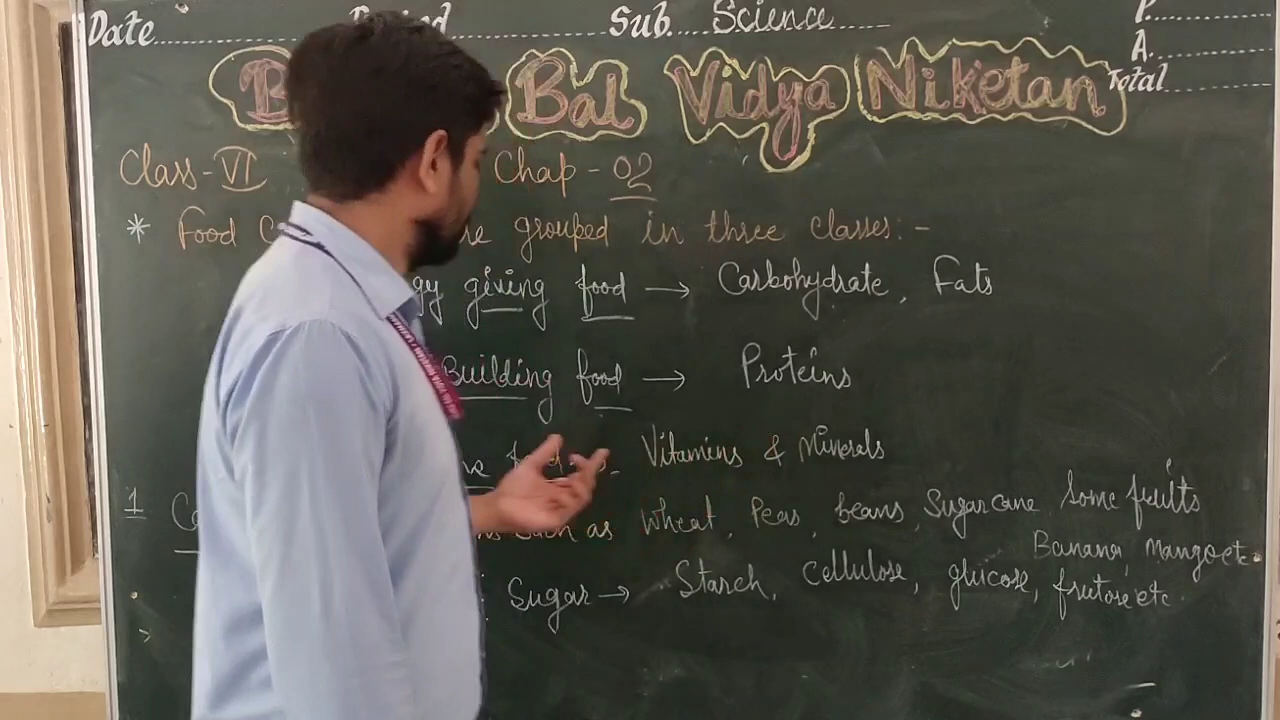 Date Period Sub. Science P.
A.
Total
Bal Vidya Niketan
Class-VI Chap-02
* Food grouped in three classes:-
giving food → Carbohydrate, Fats
Building food → Proteins
Vitamins & Minerals
1 such as Wheat, Peas, beans, Sugarcane, Some fruits
Banana, Mango etc.
Sugar → Starch, Cellulose, glucose, frutose etc.